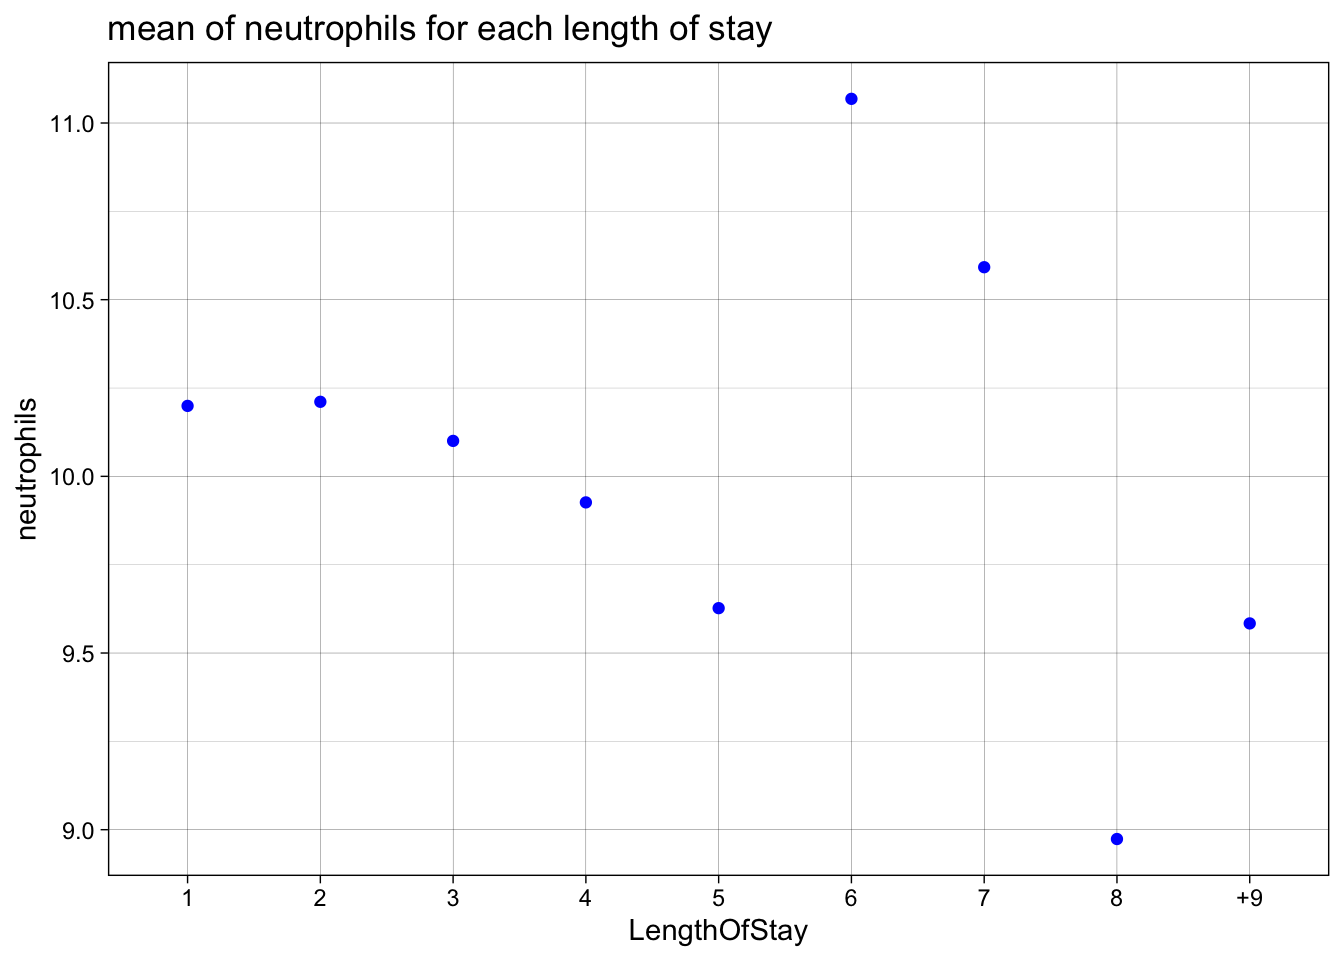 mean of neutrophils for each length of stay
11.0
10.5
10.0
9.5
9.0
neutrophils
1 2 3 4 5 6 7 8 +9
LengthOfStay